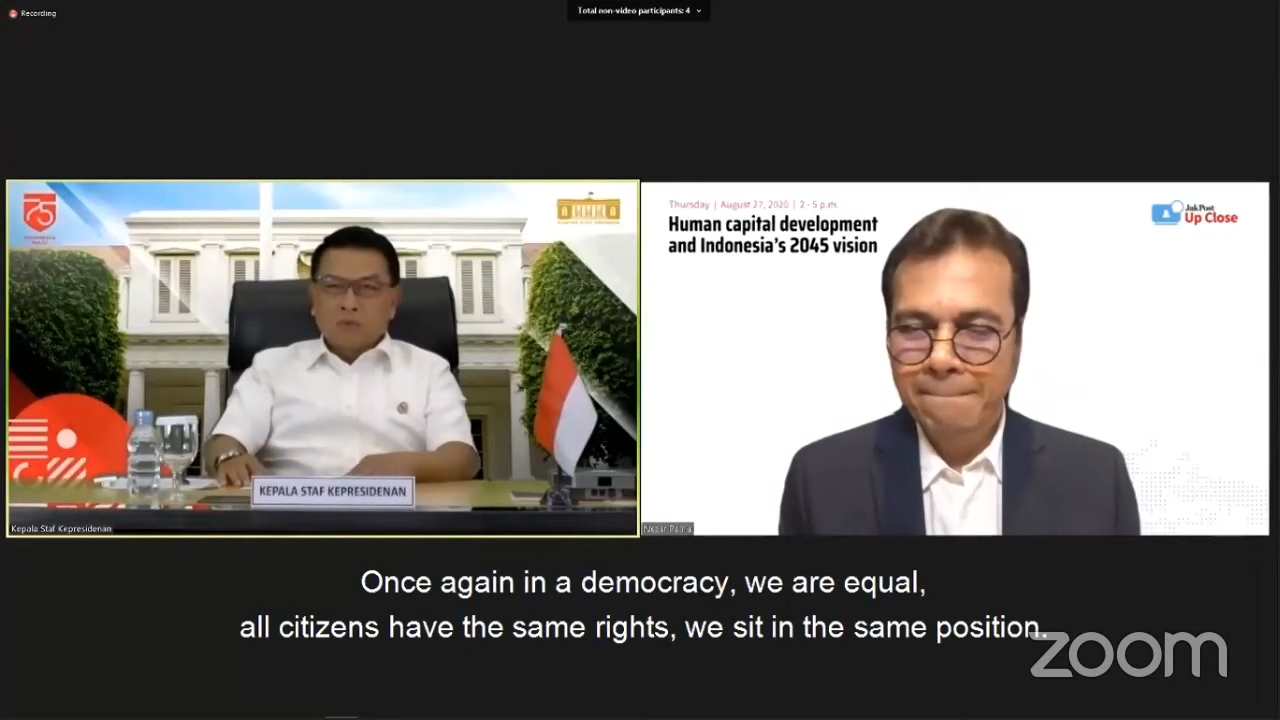 Recording
Total non-video participants: 4
75
KEPALA STAF KEPRESIDENAN
Kepala Staf Kepresidenan
Thursday | August 27, 2020 | 2 - 5 p.m.
Human capital development
and Indonesia's 2045 vision
JakPost
Up Close
Once again in a democracy, we are equal,
all citizens have the same rights, we sit in the same position.
zoom